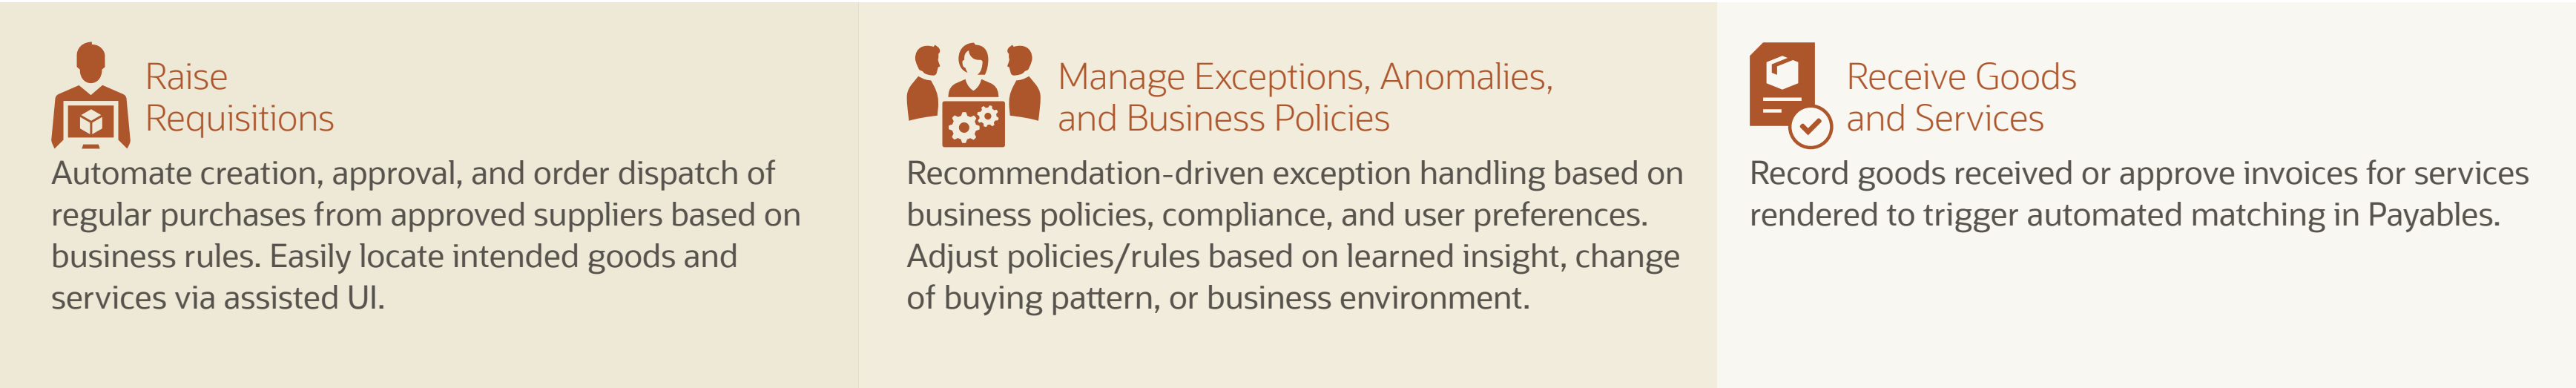 Raise
Requisitions
Automate creation, approval, and order dispatch of
regular purchases from approved suppliers based on
business rules. Easily locate intended goods and
services via assisted UI.
Manage Exceptions, Anomalies,
and Business Policies
Recommendation-driven exception handling based on
business policies, compliance, and user preferences.
Adjust policies/rules based on learned insight, change
of buying pattern, or business environment.
Receive Goods
and Services
Record goods received or approve invoices for services
rendered to trigger automated matching in Payables.